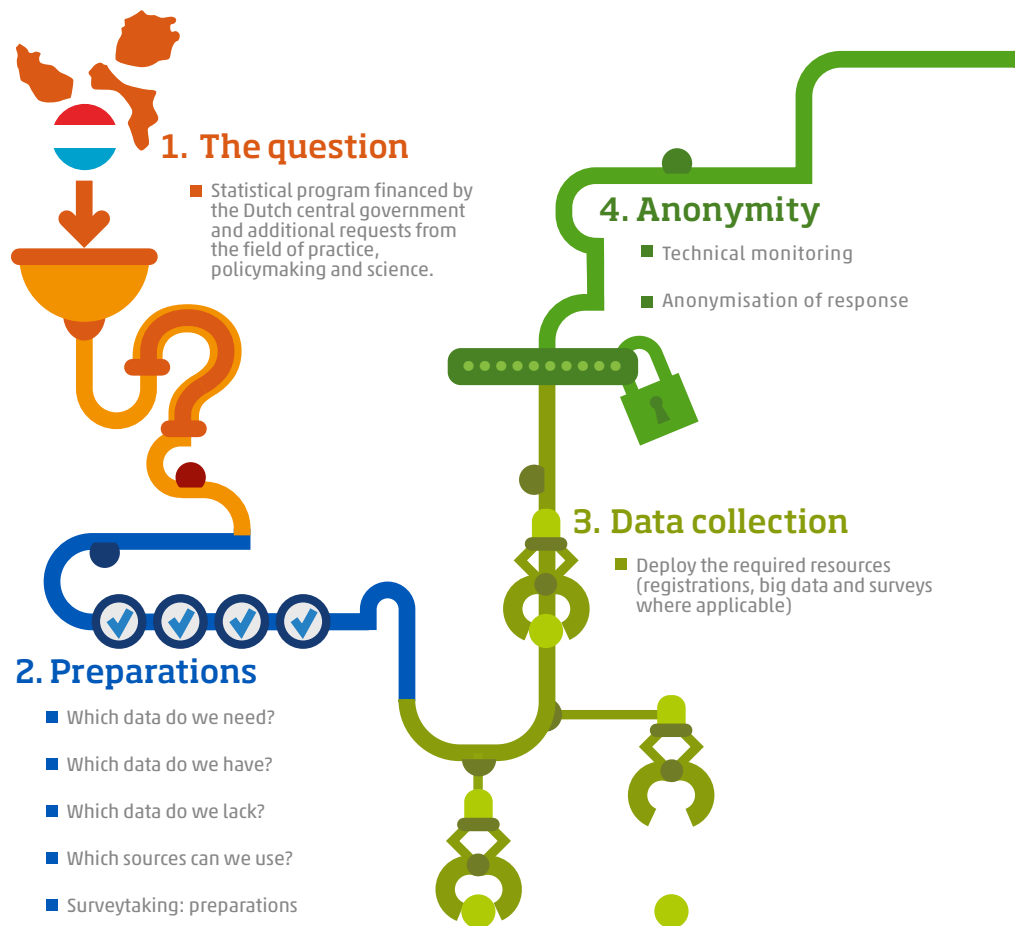 1. The question
Statistical program financed by
the Dutch central government
and additional requests from
the field of practice,
policymaking and science.
2. Preparations
Which data do we need?
Which data do we have?
Which data do we lack?
Which sources can we use?
Surveytaking: preparations
3. Data collection
Deploy the required resources
(registrations, big data and surveys
where applicable)
4. Anonymity
Technical monitoring
Anonymisation of response